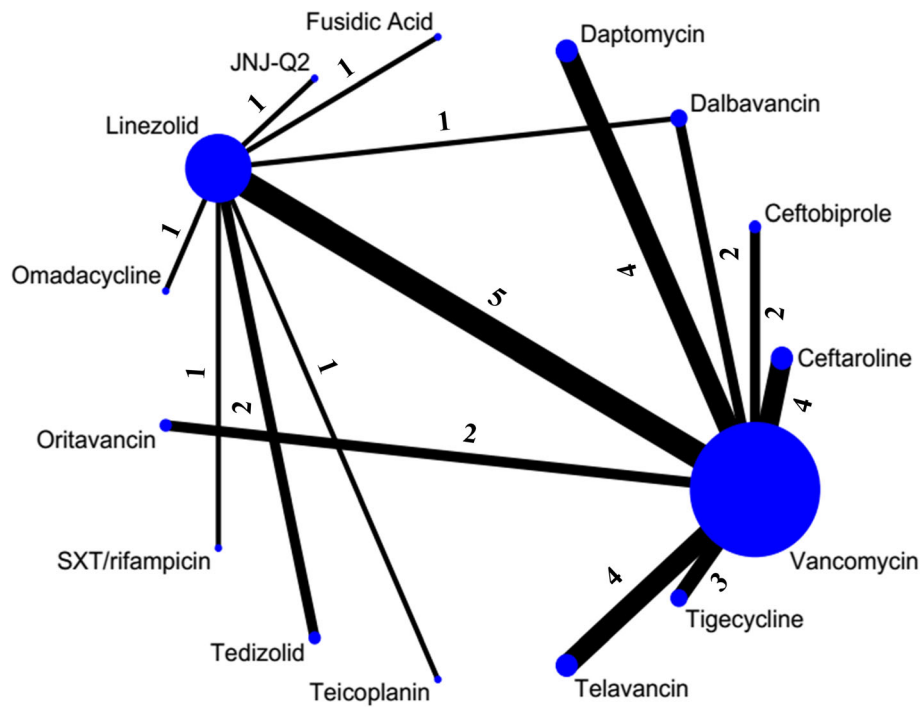 Fusidic Acid
Daptomycin
JNJ-Q2
1
1
Dalbavancin
Linezolid
1
Ceftobiprole
1
2
Omadacycline
4
5
2
Ceftaroline
1
1
4
2
Oritavancin
2
SXT/rifampicin
Vancomycin
4
3
Tigecycline
Tedizolid
Teicoplanin
Telavancin